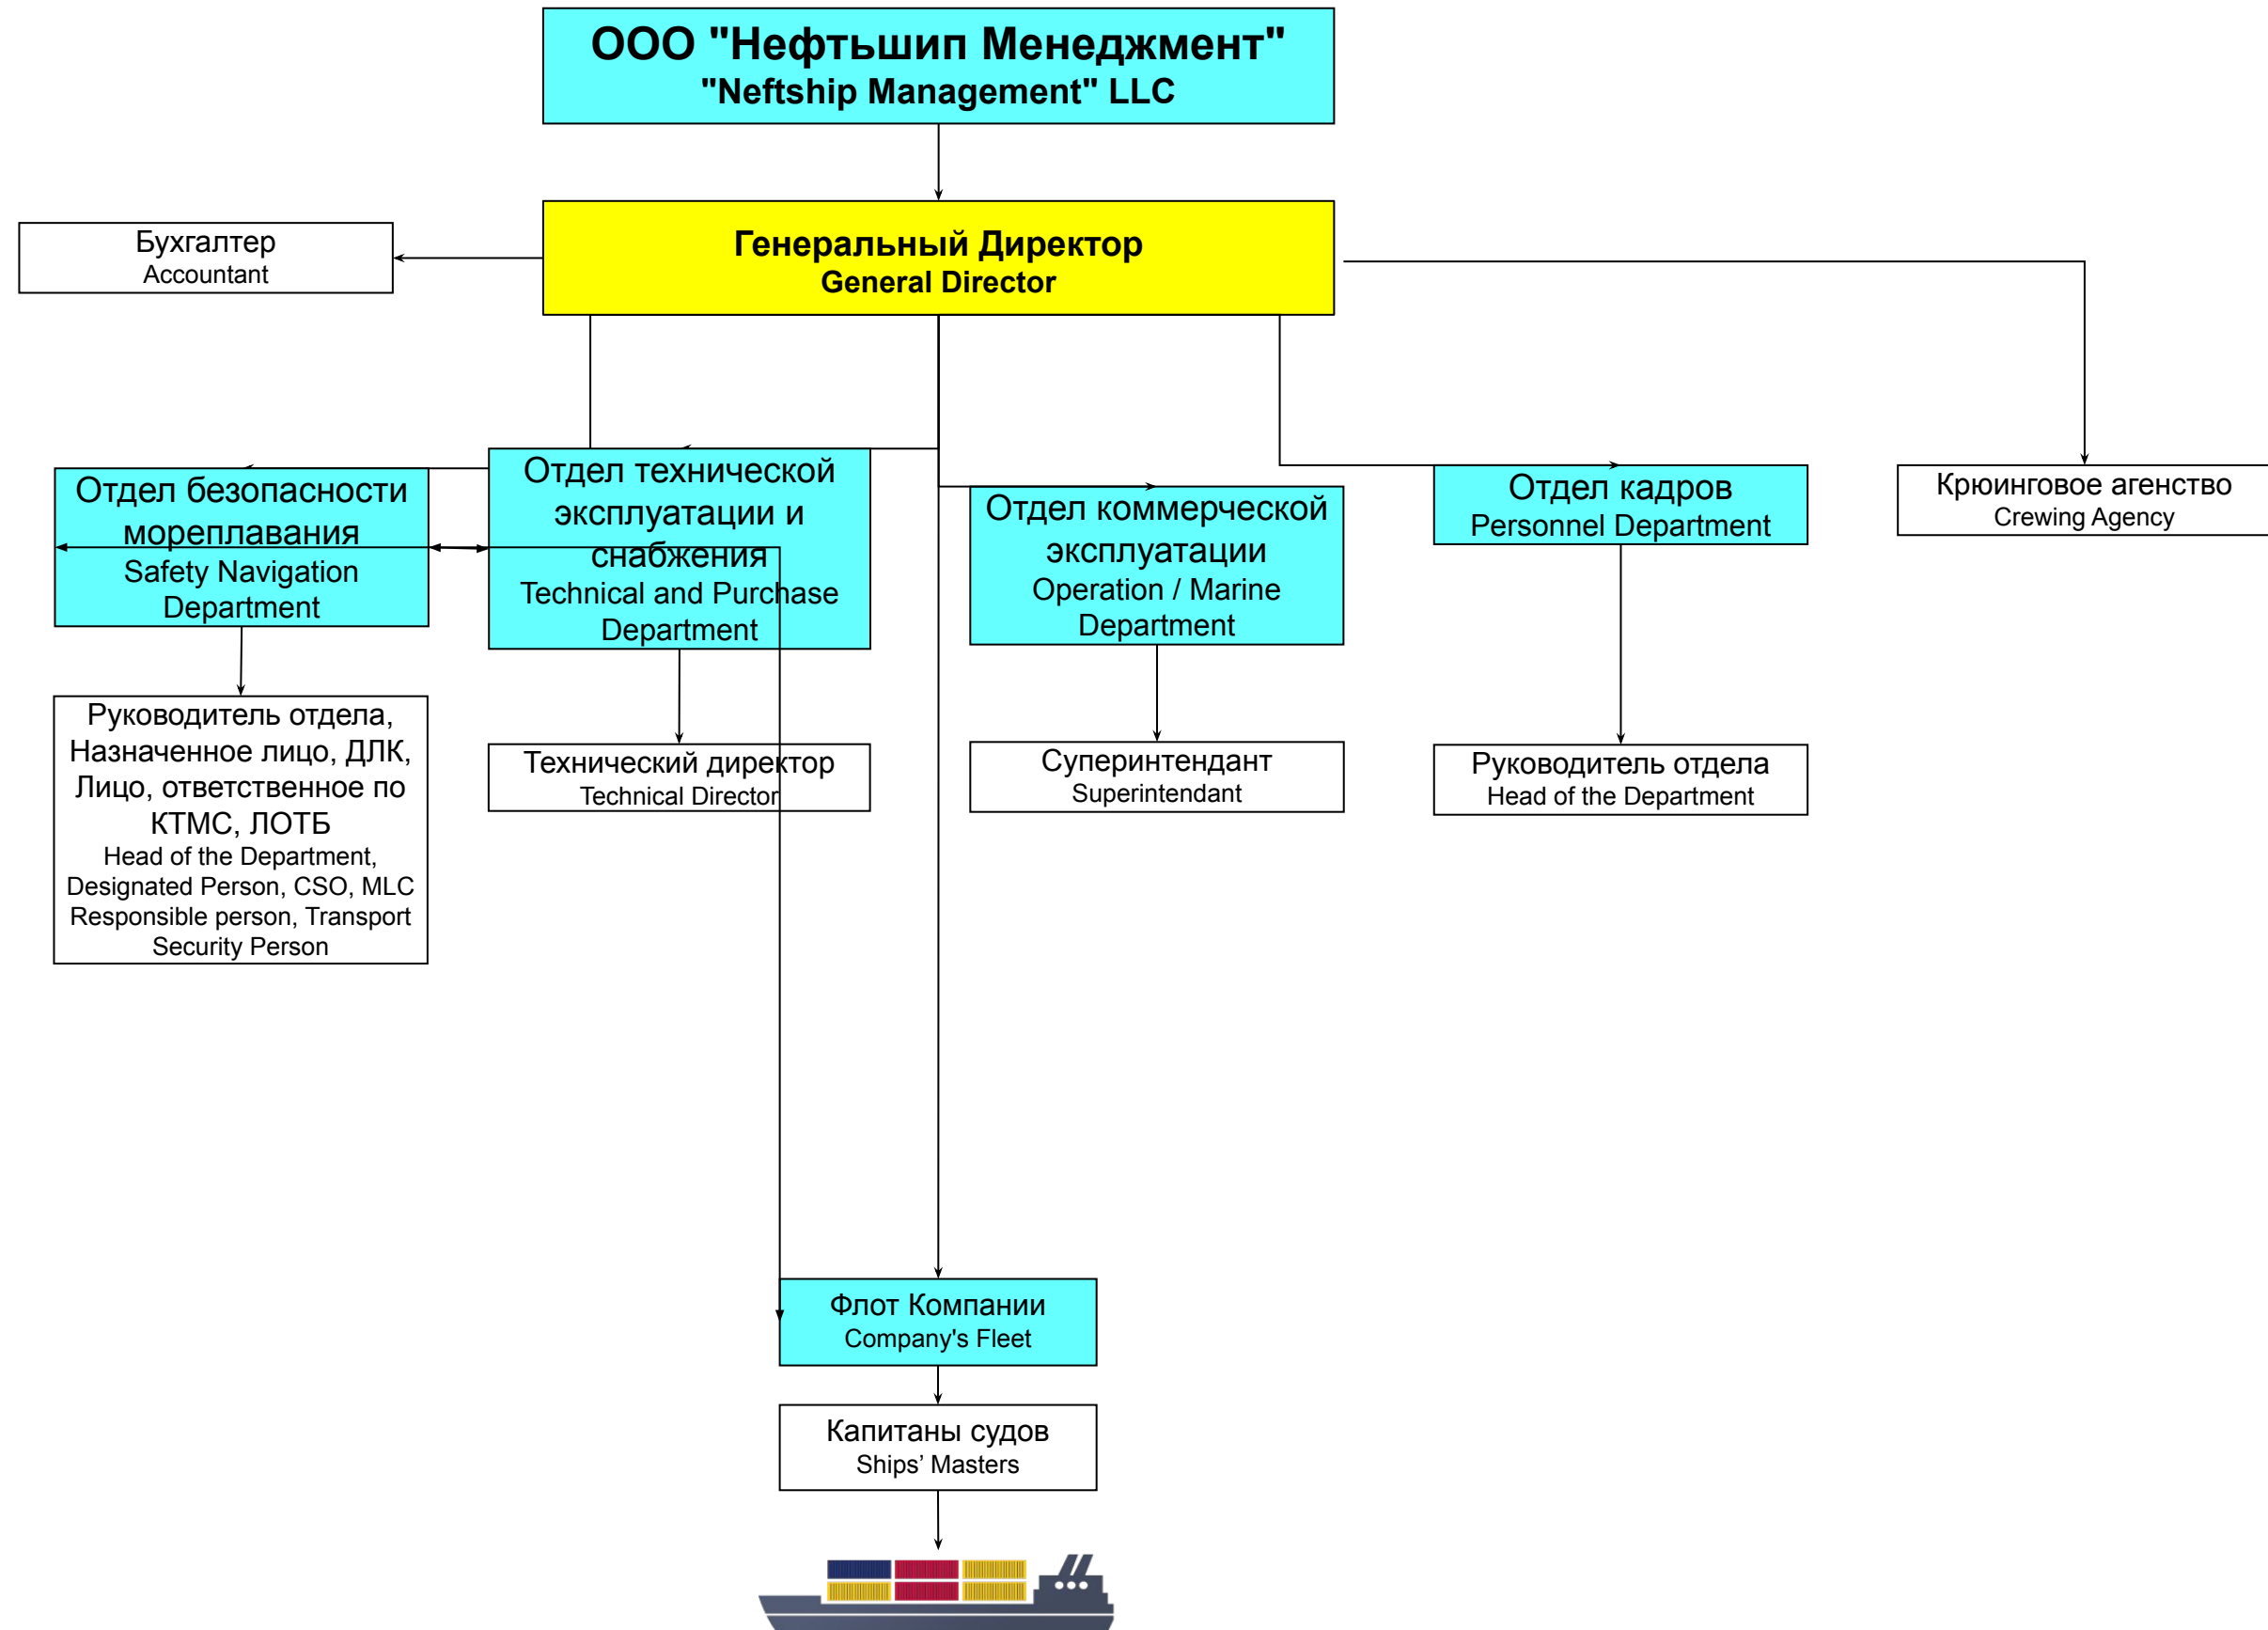 ООО "Нефтьшип Менеджмент"
"Neftship Management" LLC
Бухгалтер
Accountant
Генеральный Директор
General Director
Отдел безопасности
мореплавания
Safety Navigation
Department
Отдел технической
эксплуатации и
снабжения
Technical and Purchase
Department
Отдел коммерческой
эксплуатации
Operation / Marine
Department
Отдел кадров
Personnel Department
Крюинговое агенство
Crewing Agency
Руководитель отдела,
Назначенное лицо, ДЛК,
Лицо, ответственное по
КТМС, ЛОТБ
Head of the Department,
Designated Person, CSO, MLC
Responsible person, Transport
Security Person
Технический директор
Technical Director
Суперинтендант
Superintendant
Руководитель отдела
Head of the Department
Флот Компании
Company's Fleet
Капитаны судов
Ships’ Masters